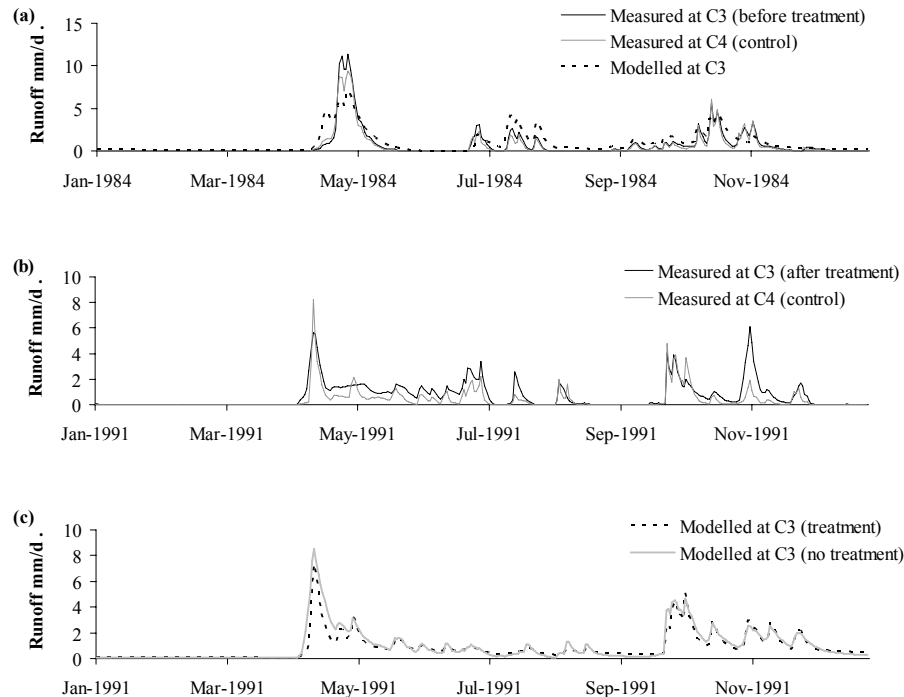 (a)
15
10
5
0
Runoff mm/d .
Measured at C3 (before treatment)
Measured at C4 (control)
Modelled at C3
Jan-1984 Mar-1984 May-1984 Jul-1984 Sep-1984 Nov-1984
(b)
10
8
6
4
2
0
Runoff mm/d .
Measured at C3 (after treatment)
Measured at C4 (control)
Jan-1991 Mar-1991 May-1991 Jul-1991 Sep-1991 Nov-1991
(c)
10
8
6
4
2
0
Runoff mm/d .
Modelled at C3 (treatment)
Modelled at C3 (no treatment)
Jan-1991 Mar-1991 May-1991 Jul-1991 Sep-1991 Nov-1991